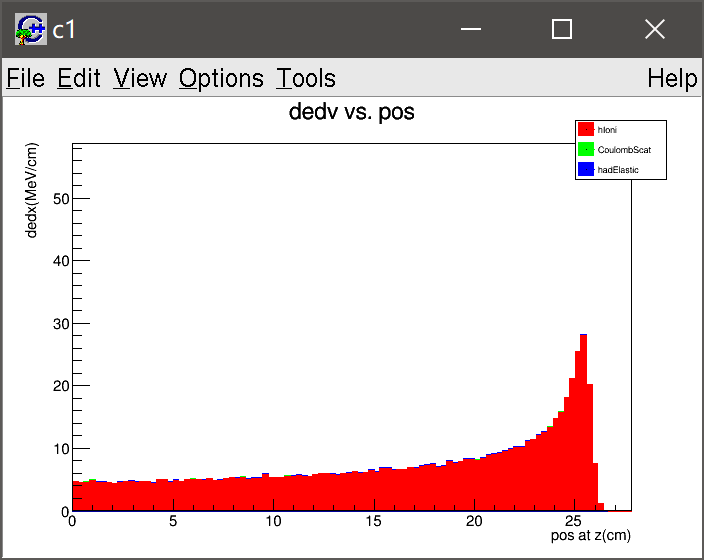 c1
File Edit View Options Tools Help
dedv vs. pos
hIoni
CoulombScat
hadElastic
dedx(MeV/cm)
50
40
30
20
10
0
0 5 10 15 20 25
pos at z(cm)